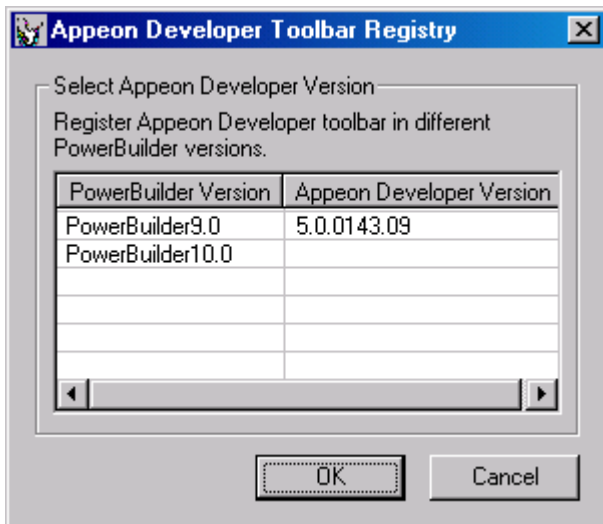 Appeon Developer Toolbar Registry
Select Appeon Developer Version
Register Appeon Developer toolbar in different
PowerBuilder versions.
PowerBuilder Version Appeon Developer Version
PowerBuilder9.0 5.0.0143.09
PowerBuilder10.0
OK Cancel